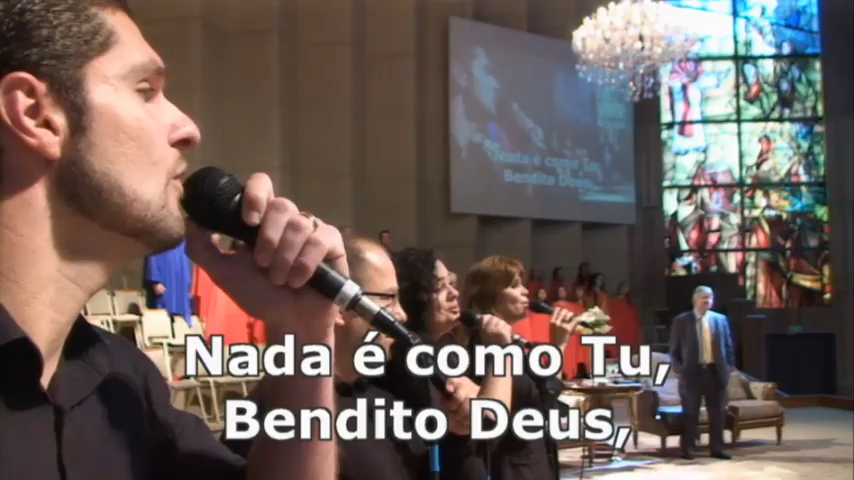 Nada é como Tu,
Bendito Deus,
Nada é como Tu,
Bendito Deus,